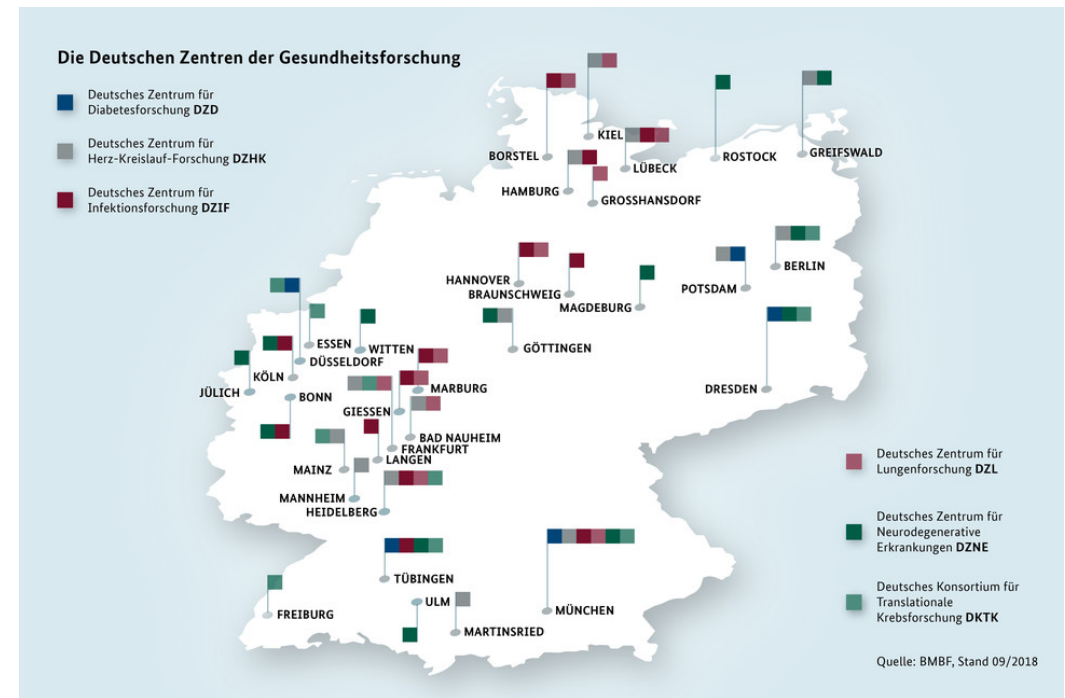 Die Deutschen Zentren der Gesundheitsforschung
Deutsches Zentrum für
Diabetesforschung DZD
Deutsches Zentrum für
Herz-Kreislauf-Forschung DZHK
Deutsches Zentrum für
Infektionsforschung DZIF
KIEL
BORSTEL
LÜBECK
ROSTOCK
GREIFSWALD
HAMBURG
GROSSHANSDORF
HANNOVER
BRAUNSCHWEIG
MAGDEBURG
POTSDAM
BERLIN
ESSEN
WITTEN
GÖTTINGEN
DÜSSELDORF
KÖLN
JÜLICH
BONN
MARBURG
DRESDEN
GIESSEN
BAD NAUHEIM
FRANKFURT
LANGEN
MAINZ
MANNHEIM
HEIDELBERG
TÜBINGEN
ULM
MÜNCHEN
FREIBURG
MARTINSRIED
Deutsches Zentrum für
Lungenforschung DZL
Deutsches Zentrum für
Neurodegenerative
Erkrankungen DZNE
Deutsches Konsortium für
Translationale
Krebsforschung DKTK
Quelle: BMBF, Stand 09/2018